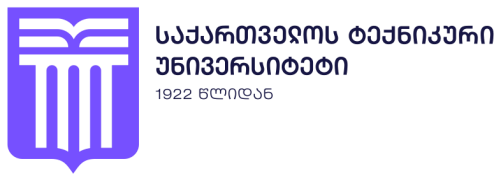 საქართველოს ტექნიკური
უნივერსიტეტი
1922 წლიდან